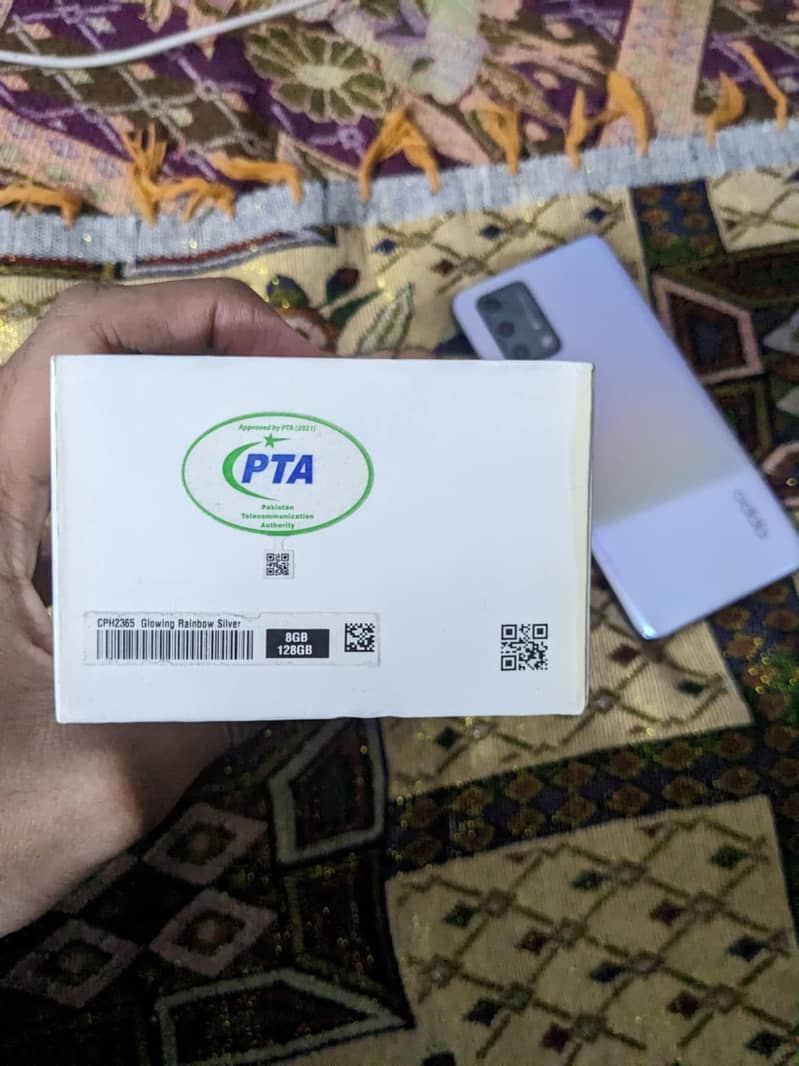 Approved by PTA (2021)
PTA
Pakistan
Telecommunication
Authority
CPH2365 Glowing Rainbow Silver
8GB
128GB
oppo